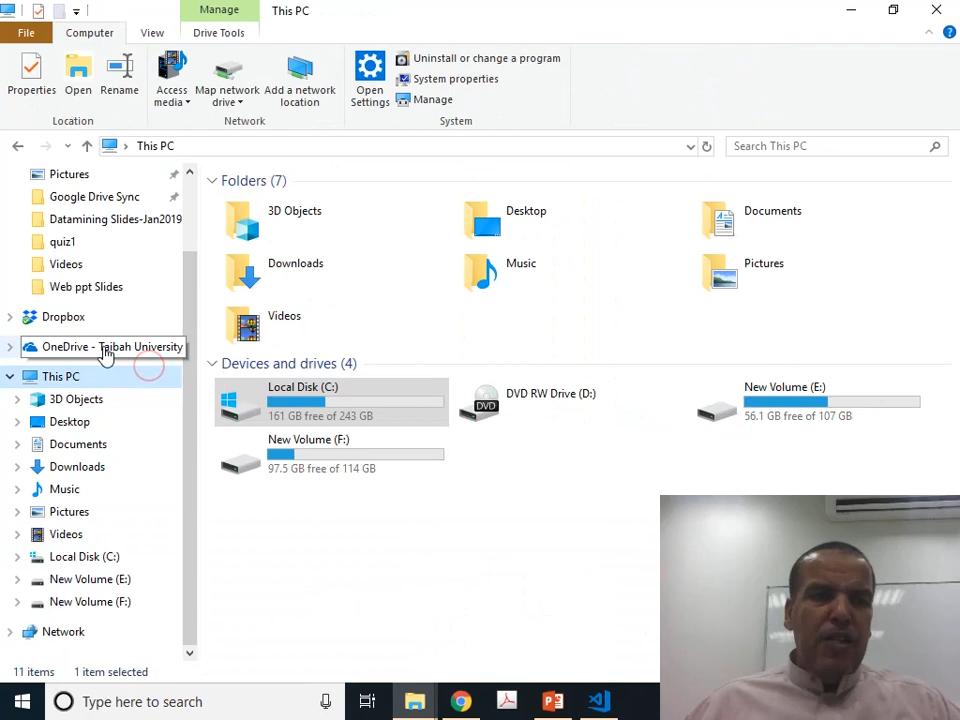 Manage
This PC
File
Computer
View
Drive Tools
Properties
Open
Rename
Access media
Map network drive
Add a network location
Open Settings
Uninstall or change a program
System properties
Manage
Location
Network
System
This PC
Search This PC
Pictures
Google Drive Sync
Datamining Slides-Jan2019
quiz1
Videos
Web ppt Slides
Dropbox
OneDrive - Taibah University
This PC
3D Objects
Desktop
Documents
Downloads
Music
Pictures
Videos
Local Disk (C:)
New Volume (E:)
New Volume (F:)
Network
Folders (7)
3D Objects
Desktop
Documents
Downloads
Music
Pictures
Videos
Devices and drives (4)
Local Disk (C:)
161 GB free of 243 GB
DVD RW Drive (D:)
DVD
New Volume (E:)
56.1 GB free of 107 GB
New Volume (F:)
97.5 GB free of 114 GB
11 items
1 item selected
Type here to search